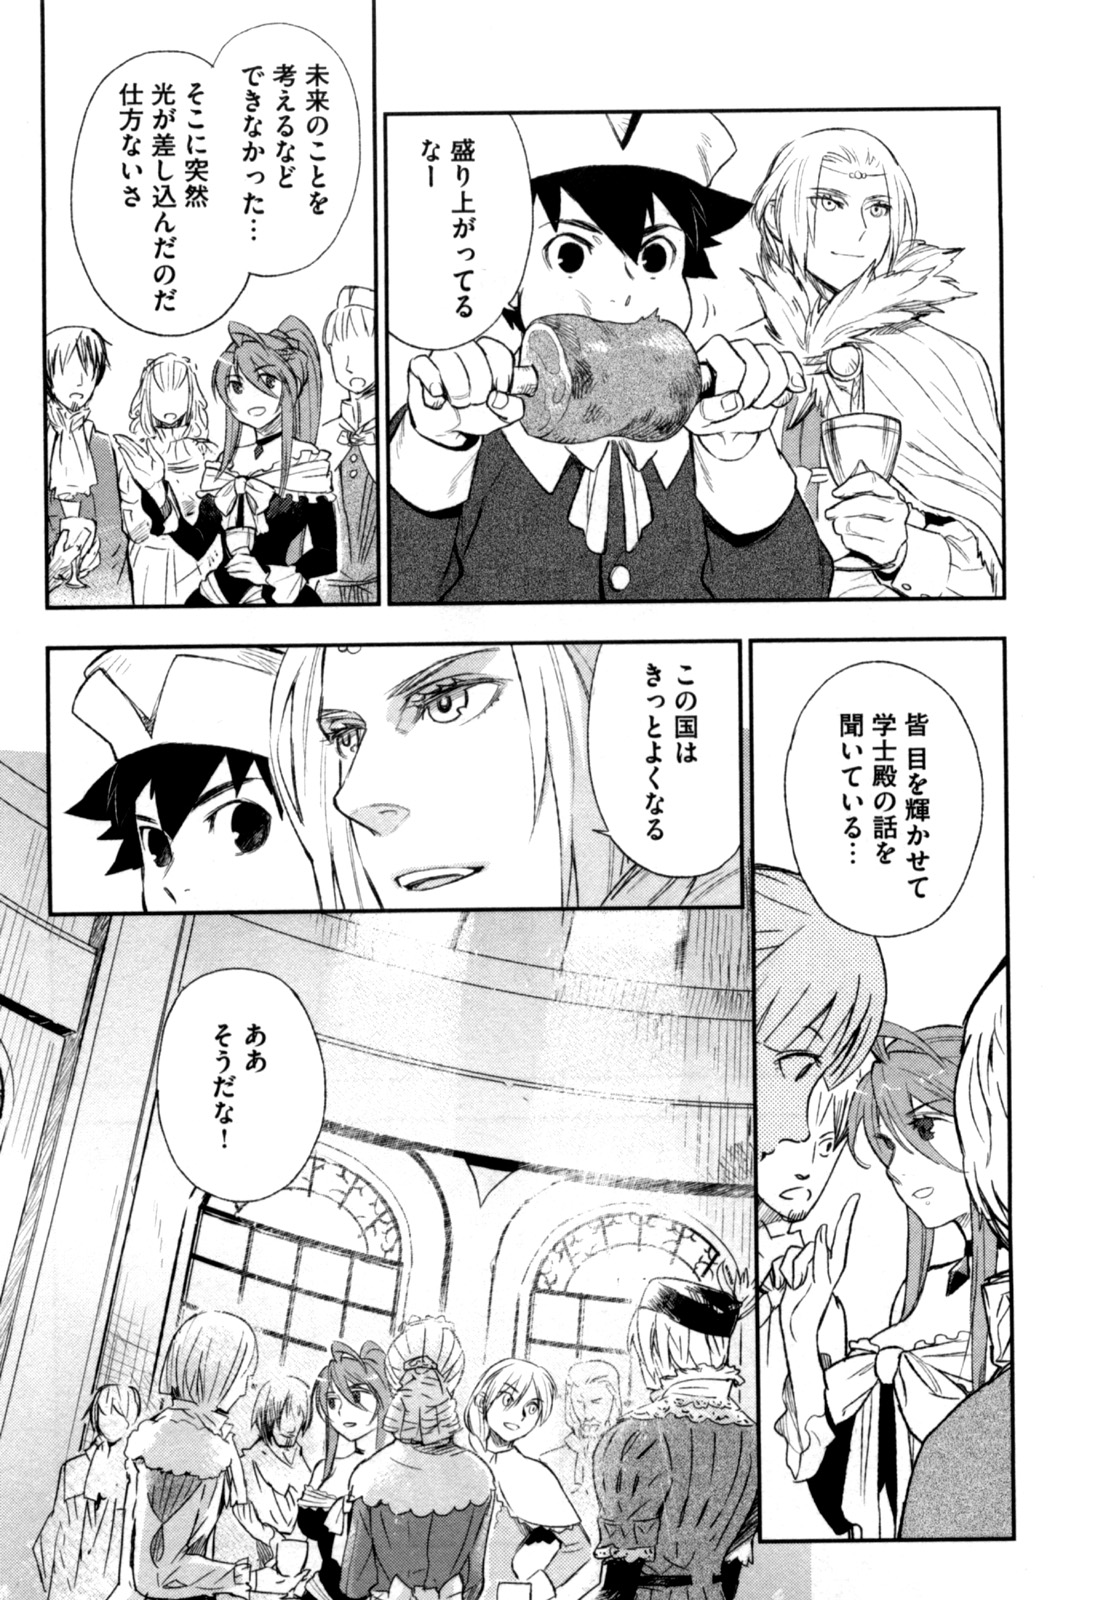 盛り上がってる
なー
未来のことを
考えるなど
できなかった…
そこに突然
光が差し込んだのだ
仕方ないさ
皆 目を輝かせて
学士殿の話を
聞いている…
この国は
きっとよくなる
ああ
そうだな！